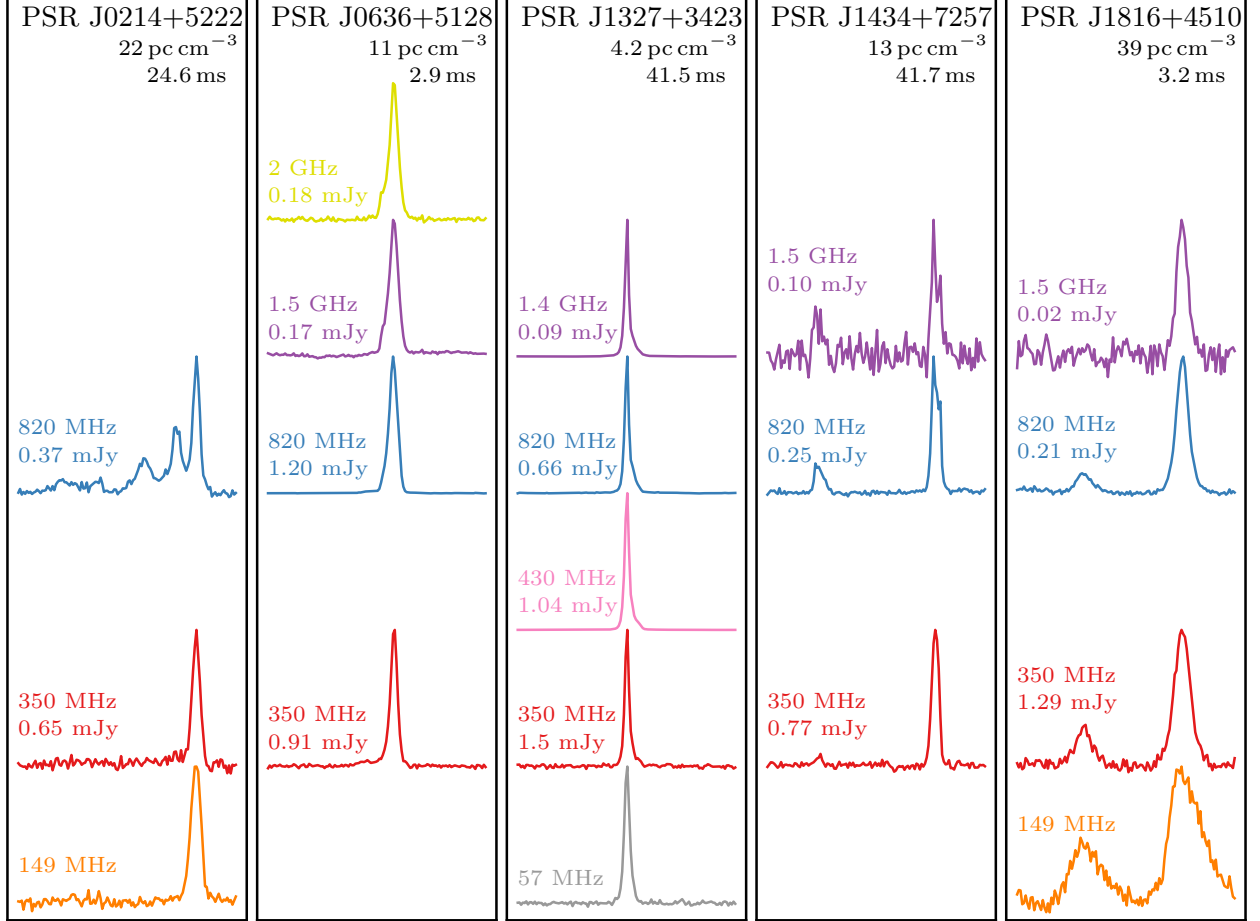 PSR J0214+5222
22 pc cm⁻³
24.6 ms
820 MHz
0.37 mJy
350 MHz
0.65 mJy
149 MHz
PSR J0636+5128
11 pc cm⁻³
2.9 ms
2 GHz
0.18 mJy
1.5 GHz
0.17 mJy
820 MHz
1.20 mJy
350 MHz
0.91 mJy
PSR J1327+3423
4.2 pc cm⁻³
41.5 ms
1.4 GHz
0.09 mJy
820 MHz
0.66 mJy
430 MHz
1.04 mJy
350 MHz
1.5 mJy
57 MHz
PSR J1434+7257
13 pc cm⁻³
41.7 ms
1.5 GHz
0.10 mJy
820 MHz
0.25 mJy
350 MHz
0.77 mJy
PSR J1816+4510
39 pc cm⁻³
3.2 ms
1.5 GHz
0.02 mJy
820 MHz
0.21 mJy
350 MHz
1.29 mJy
149 MHz